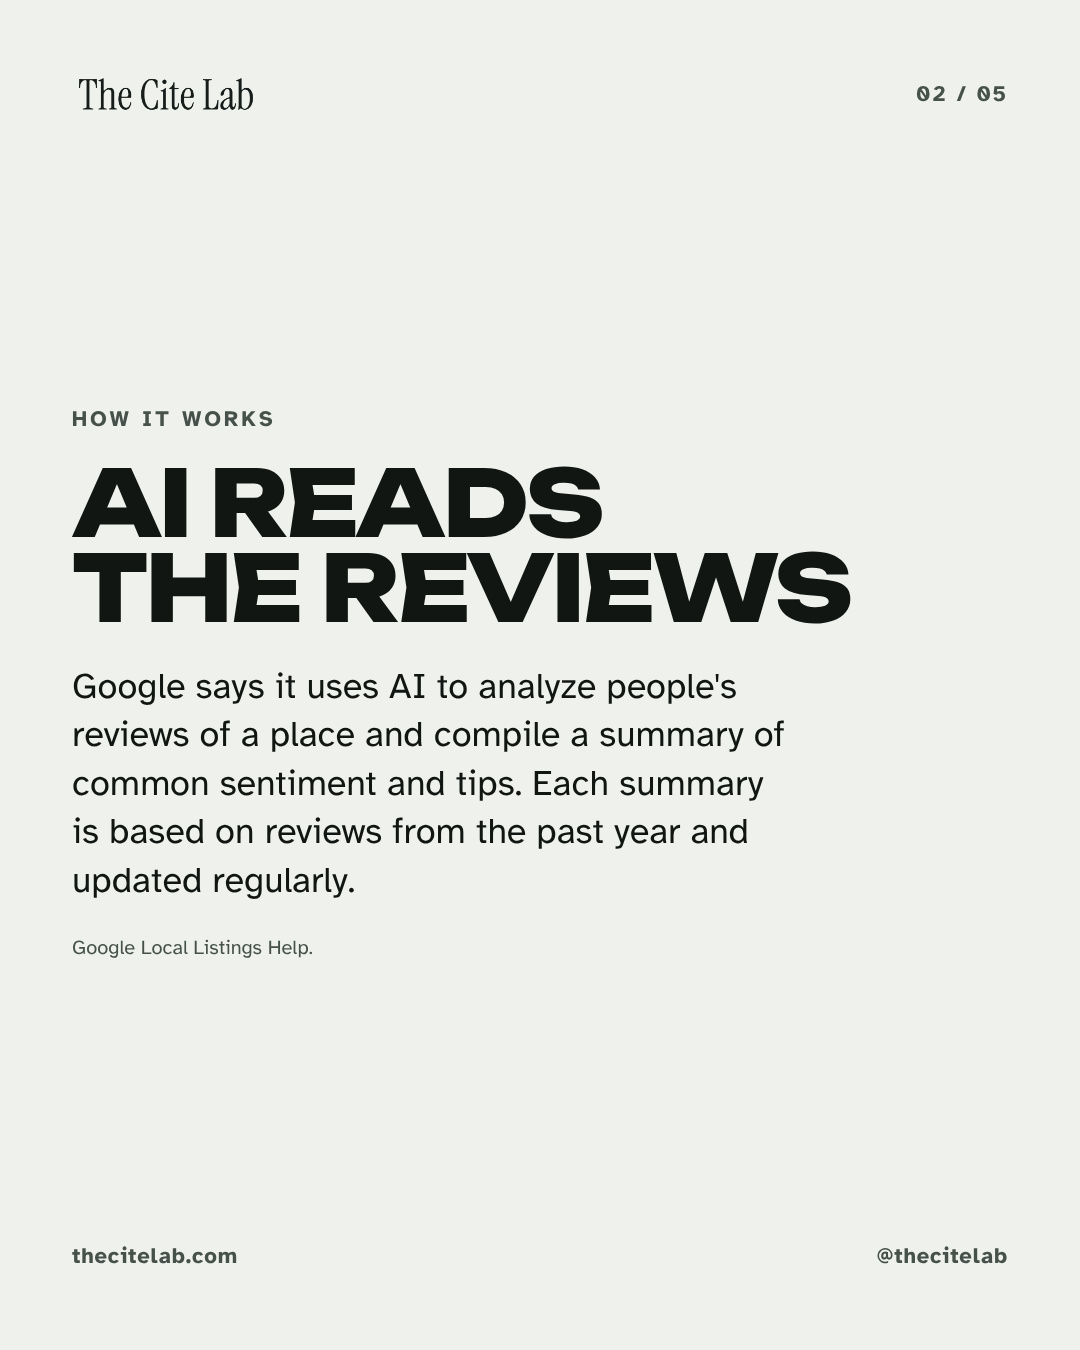 The Cite Lab
02 / 05
HOW IT WORKS
AI READS
THE REVIEWS
Google says it uses AI to analyze people's
reviews of a place and compile a summary of
common sentiment and tips. Each summary
is based on reviews from the past year and
updated regularly.
Google Local Listings Help.
thecitelab.com
@thecitelab